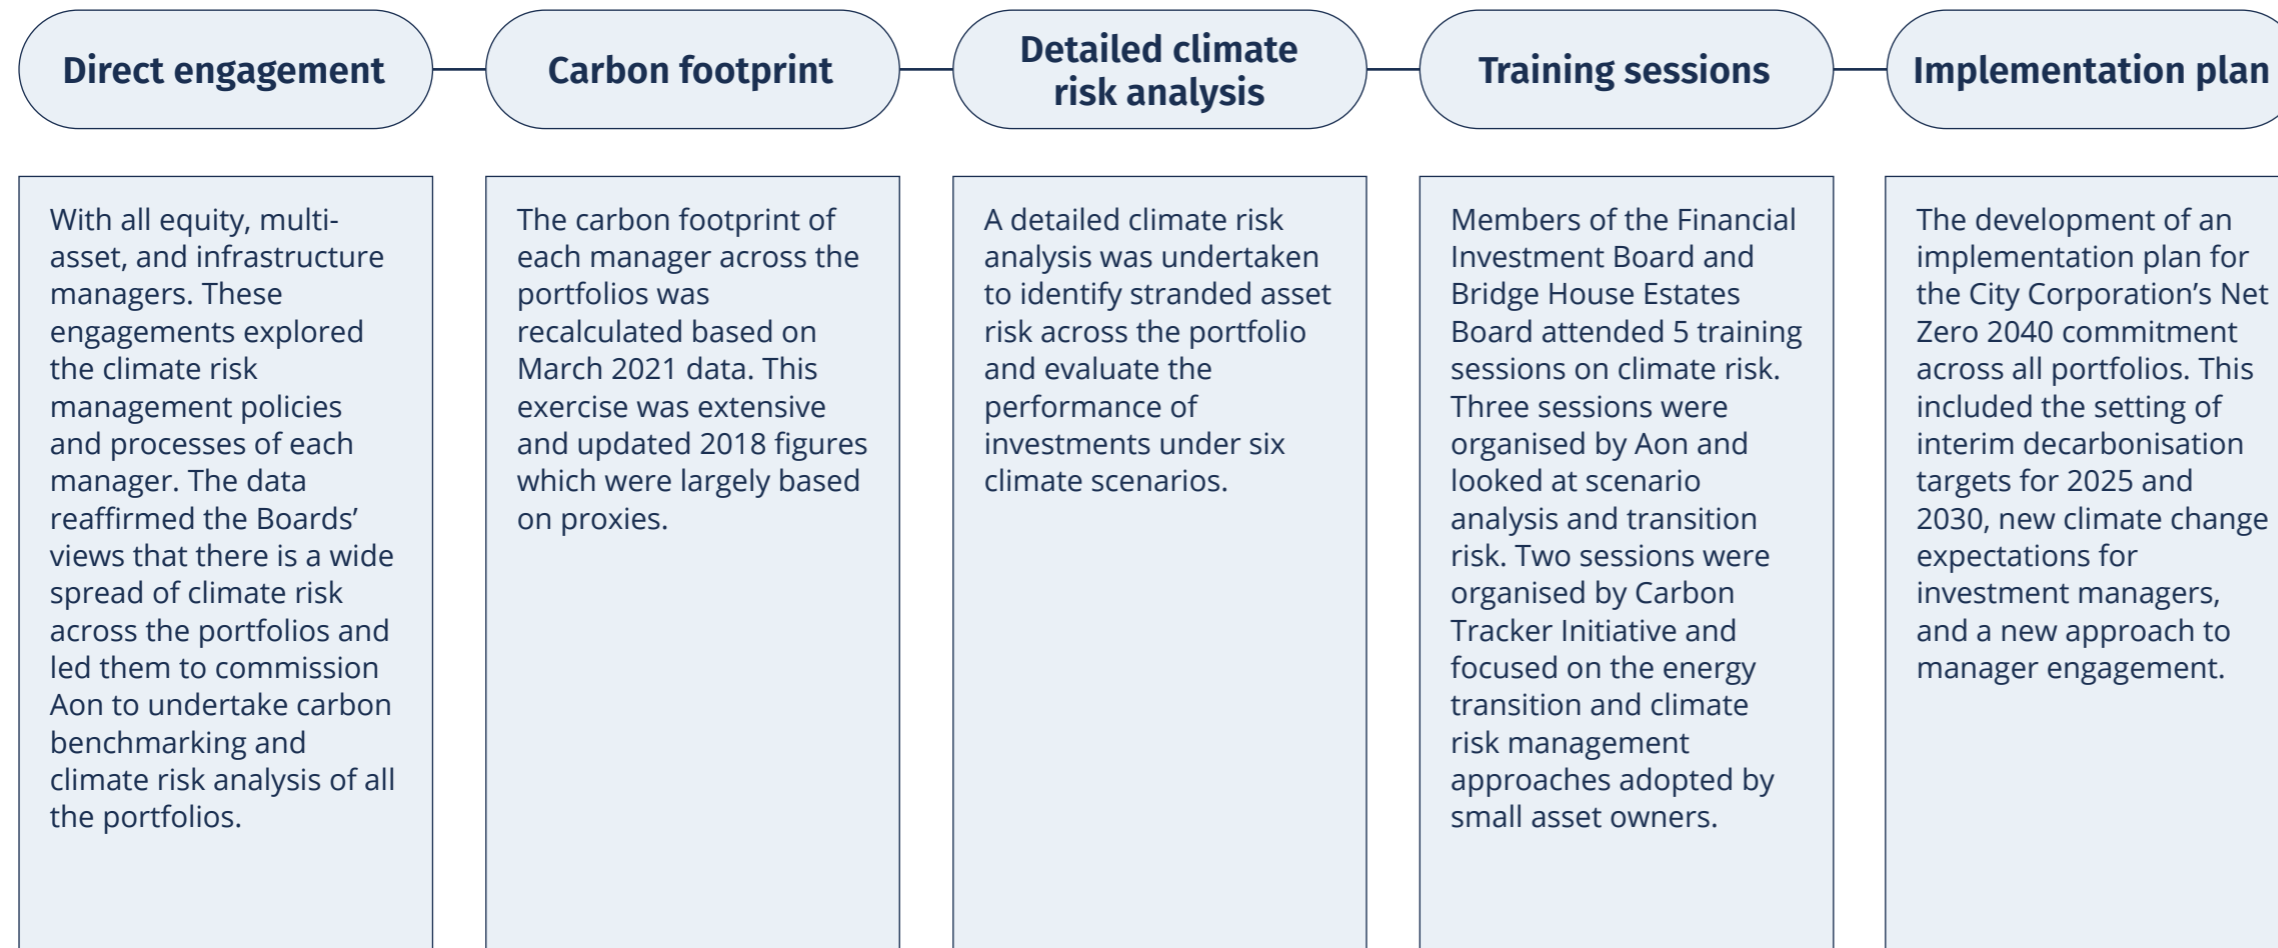 Direct engagement
With all equity, multi-
asset, and infrastructure
managers. These
engagements explored
the climate risk
management policies
and processes of each
manager. The data
reaffirmed the Boards’
views that there is a wide
spread of climate risk
across the portfolios and
led them to commission
Aon to undertake carbon
benchmarking and
climate risk analysis of all
the portfolios.
Carbon footprint
The carbon footprint of
each manager across the
portfolios was
recalculated based on
March 2021 data. This
exercise was extensive
and updated 2018 figures
which were largely based
on proxies.
Detailed climate
risk analysis
A detailed climate risk
analysis was undertaken
to identify stranded asset
risk across the portfolio
and evaluate the
performance of
investments under six
climate scenarios.
Training sessions
Members of the Financial
Investment Board and
Bridge House Estates
Board attended 5 training
sessions on climate risk.
Three sessions were
organised by Aon and
looked at scenario
analysis and transition
risk. Two sessions were
organised by Carbon
Tracker Initiative and
focused on the energy
transition and climate
risk management
approaches adopted by
small asset owners.
Implementation plan
The development of an
implementation plan for
the City Corporation’s Net
Zero 2040 commitment
across all portfolios. This
included the setting of
interim decarbonisation
targets for 2025 and
2030, new climate change
expectations for
investment managers,
and a new approach to
manager engagement.